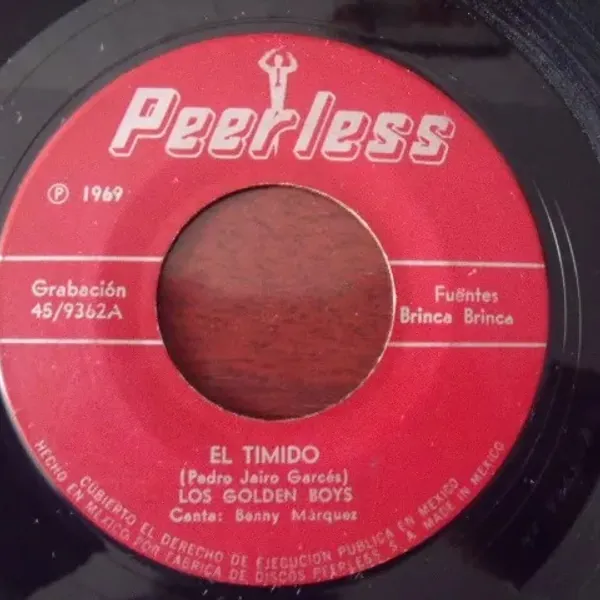 Peerless
Ⓟ 1969
Grabación
45/9362A
Fuentes
Brinca Brinca
EL TIMIDO
(Pedro Jairo Garcés)
LOS GOLDEN BOYS
Canta: Benny Márquez
CUBIERTO EL DERECHO DE EJECUCION PUBLICA EN MEXICO
HECHO EN MEXICO POR FABRICA DE DISCOS PEERLESS S. A. MADE IN MEXICO